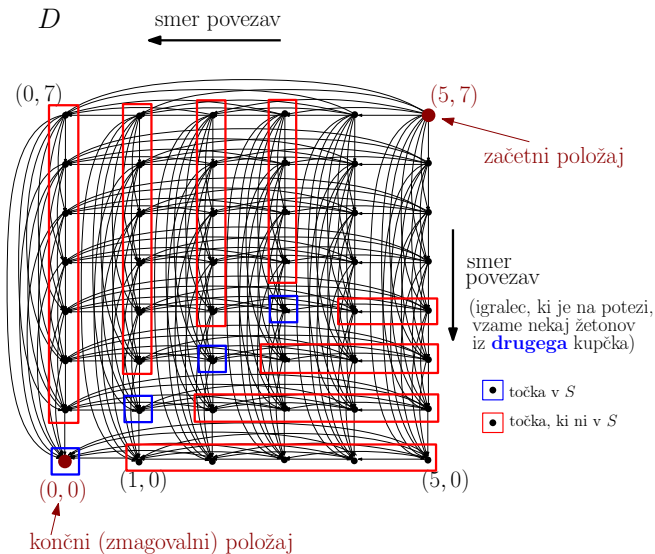 D
smer povezav
(0, 7)
(5, 7)
začetni položaj
smer
povezav
(igralec, ki je na potezi,
vzame nekaj žetonov
iz drugega kupčka)
točka v S
točka, ki ni v S
(0, 0)
(1, 0)
(5, 0)
končni (zmagovalni) položaj